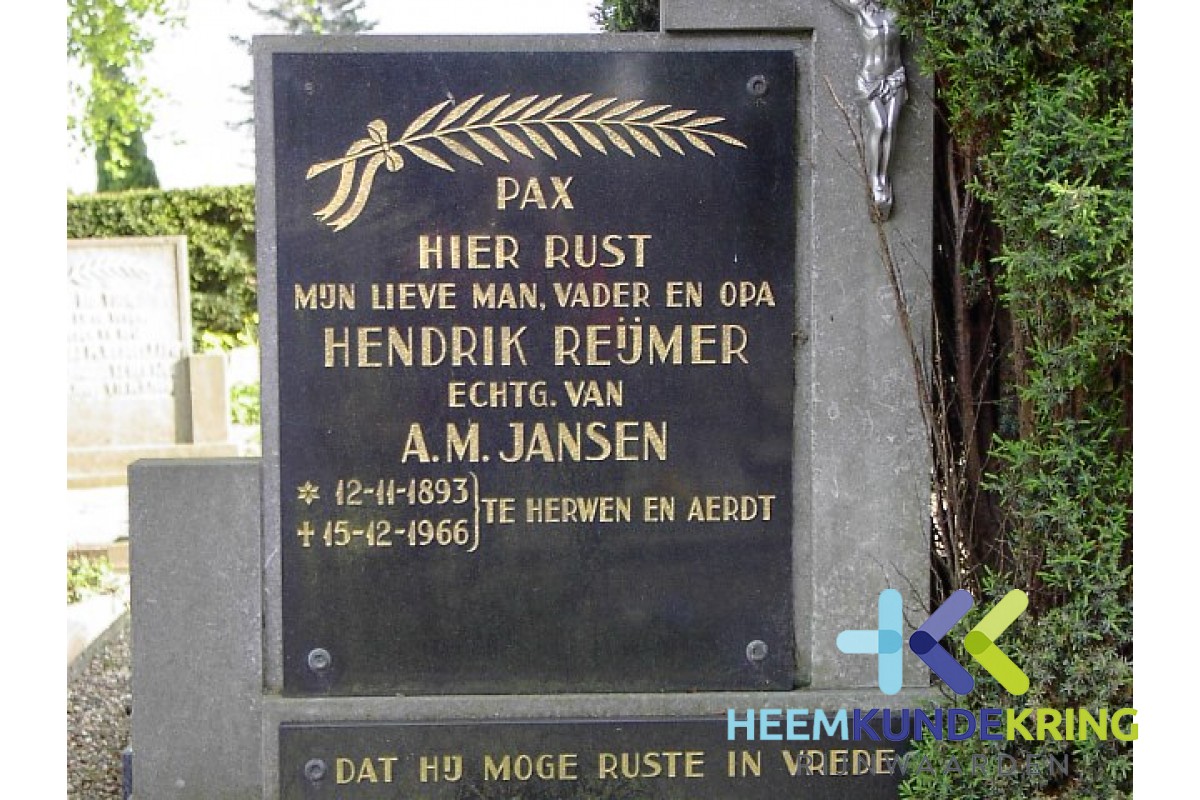 PAX
HIER RUST
MIJN LIEVE MAN, VADER EN OPA
HENDRIK REIJMER
ECHTG. VAN
A.M. JANSEN
* 12-11-1893
✝ 15-12-1966
} TE HERWEN EN AERDT
DAT HIJ MOGE RUSTE IN VREDE
HEEMKUNDEKRING
RIJNWAARDEN